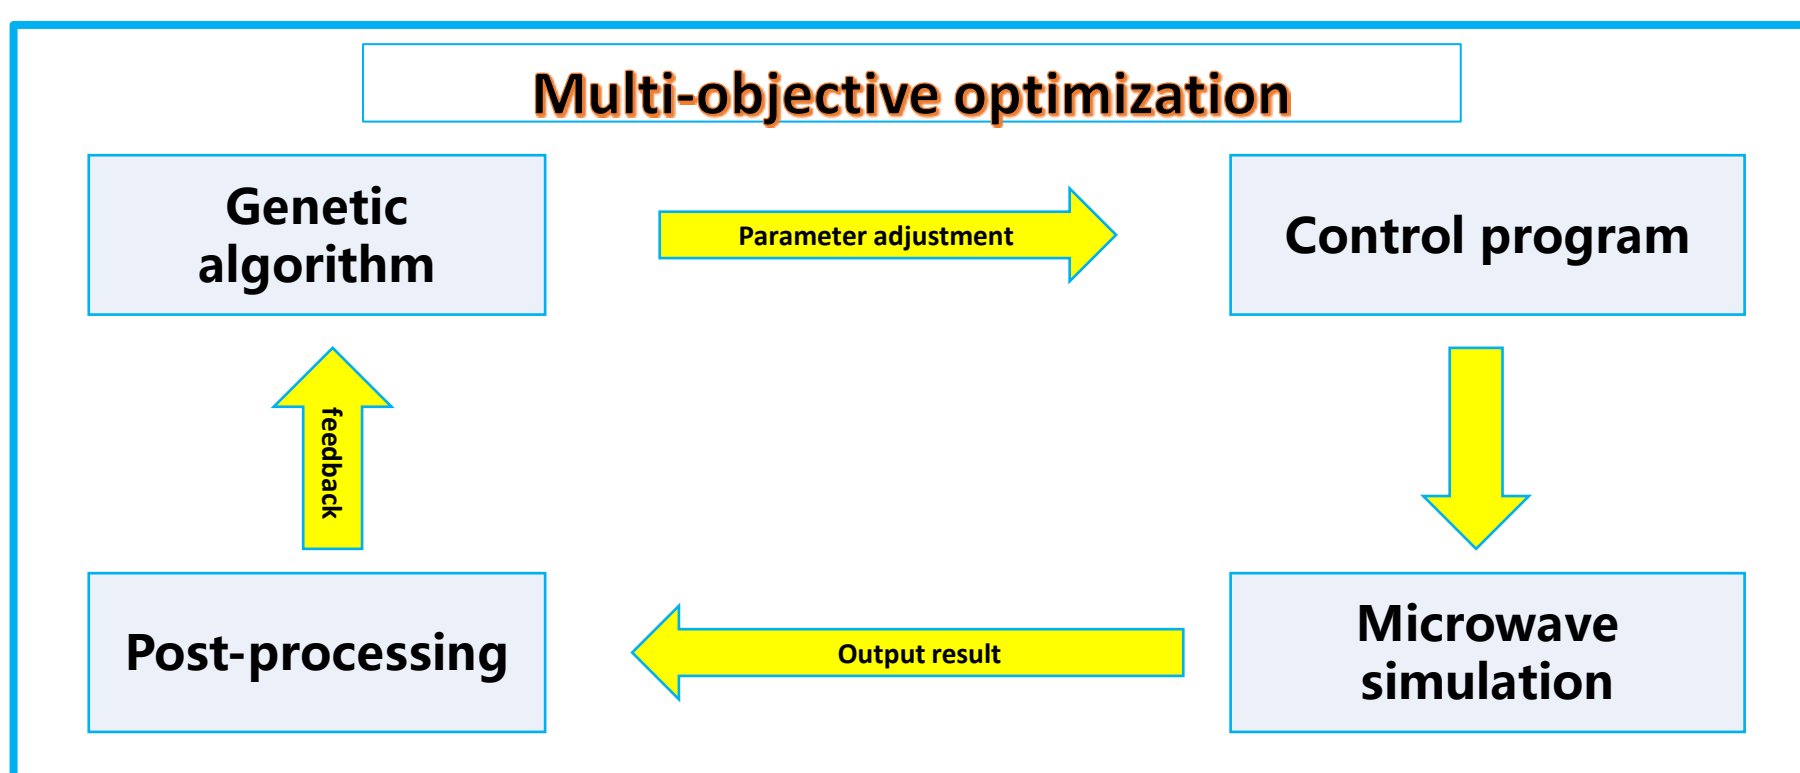 Multi-objective optimization
Genetic
algorithm
Parameter adjustment
Control program
feedback
Post-processing
Output result
Microwave
simulation